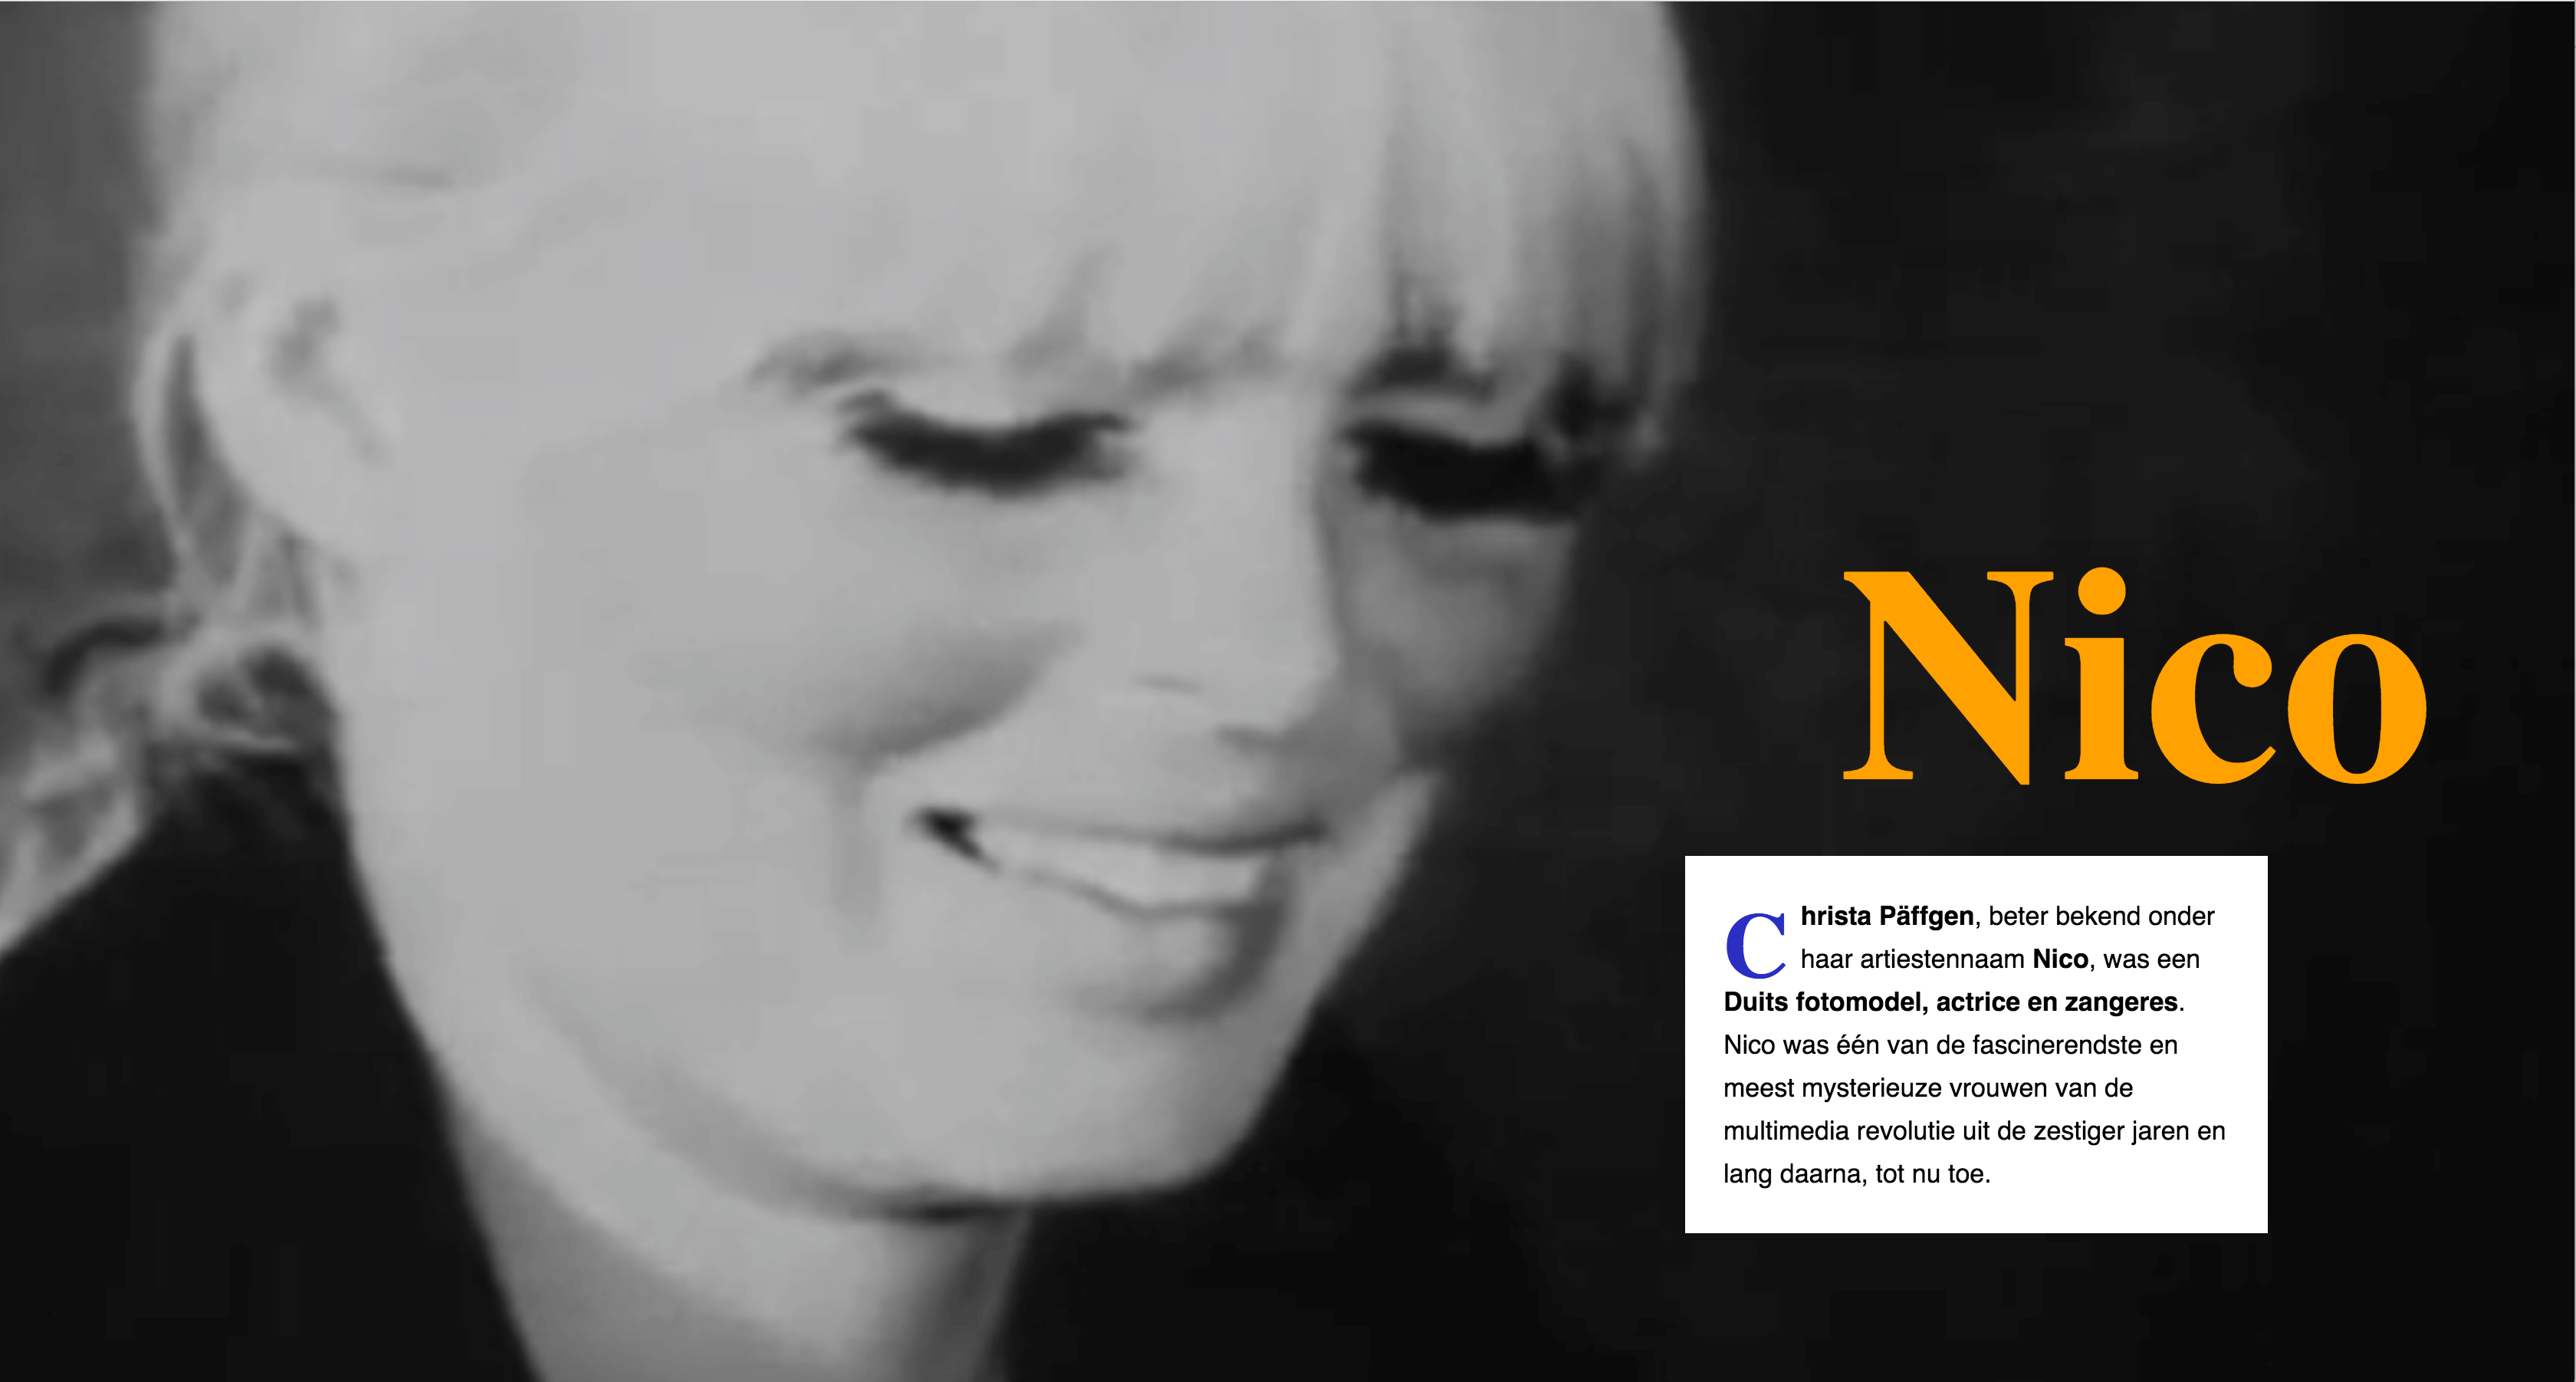 Nico
Christa Päffgen, beter bekend onder
haar artiestennaam Nico, was een
Duits fotomodel, actrice en zangeres.
Nico was één van de fascinerendste en
meest mysterieuze vrouwen van de
multimedia revolutie uit de zestiger jaren en
lang daarna, tot nu toe.